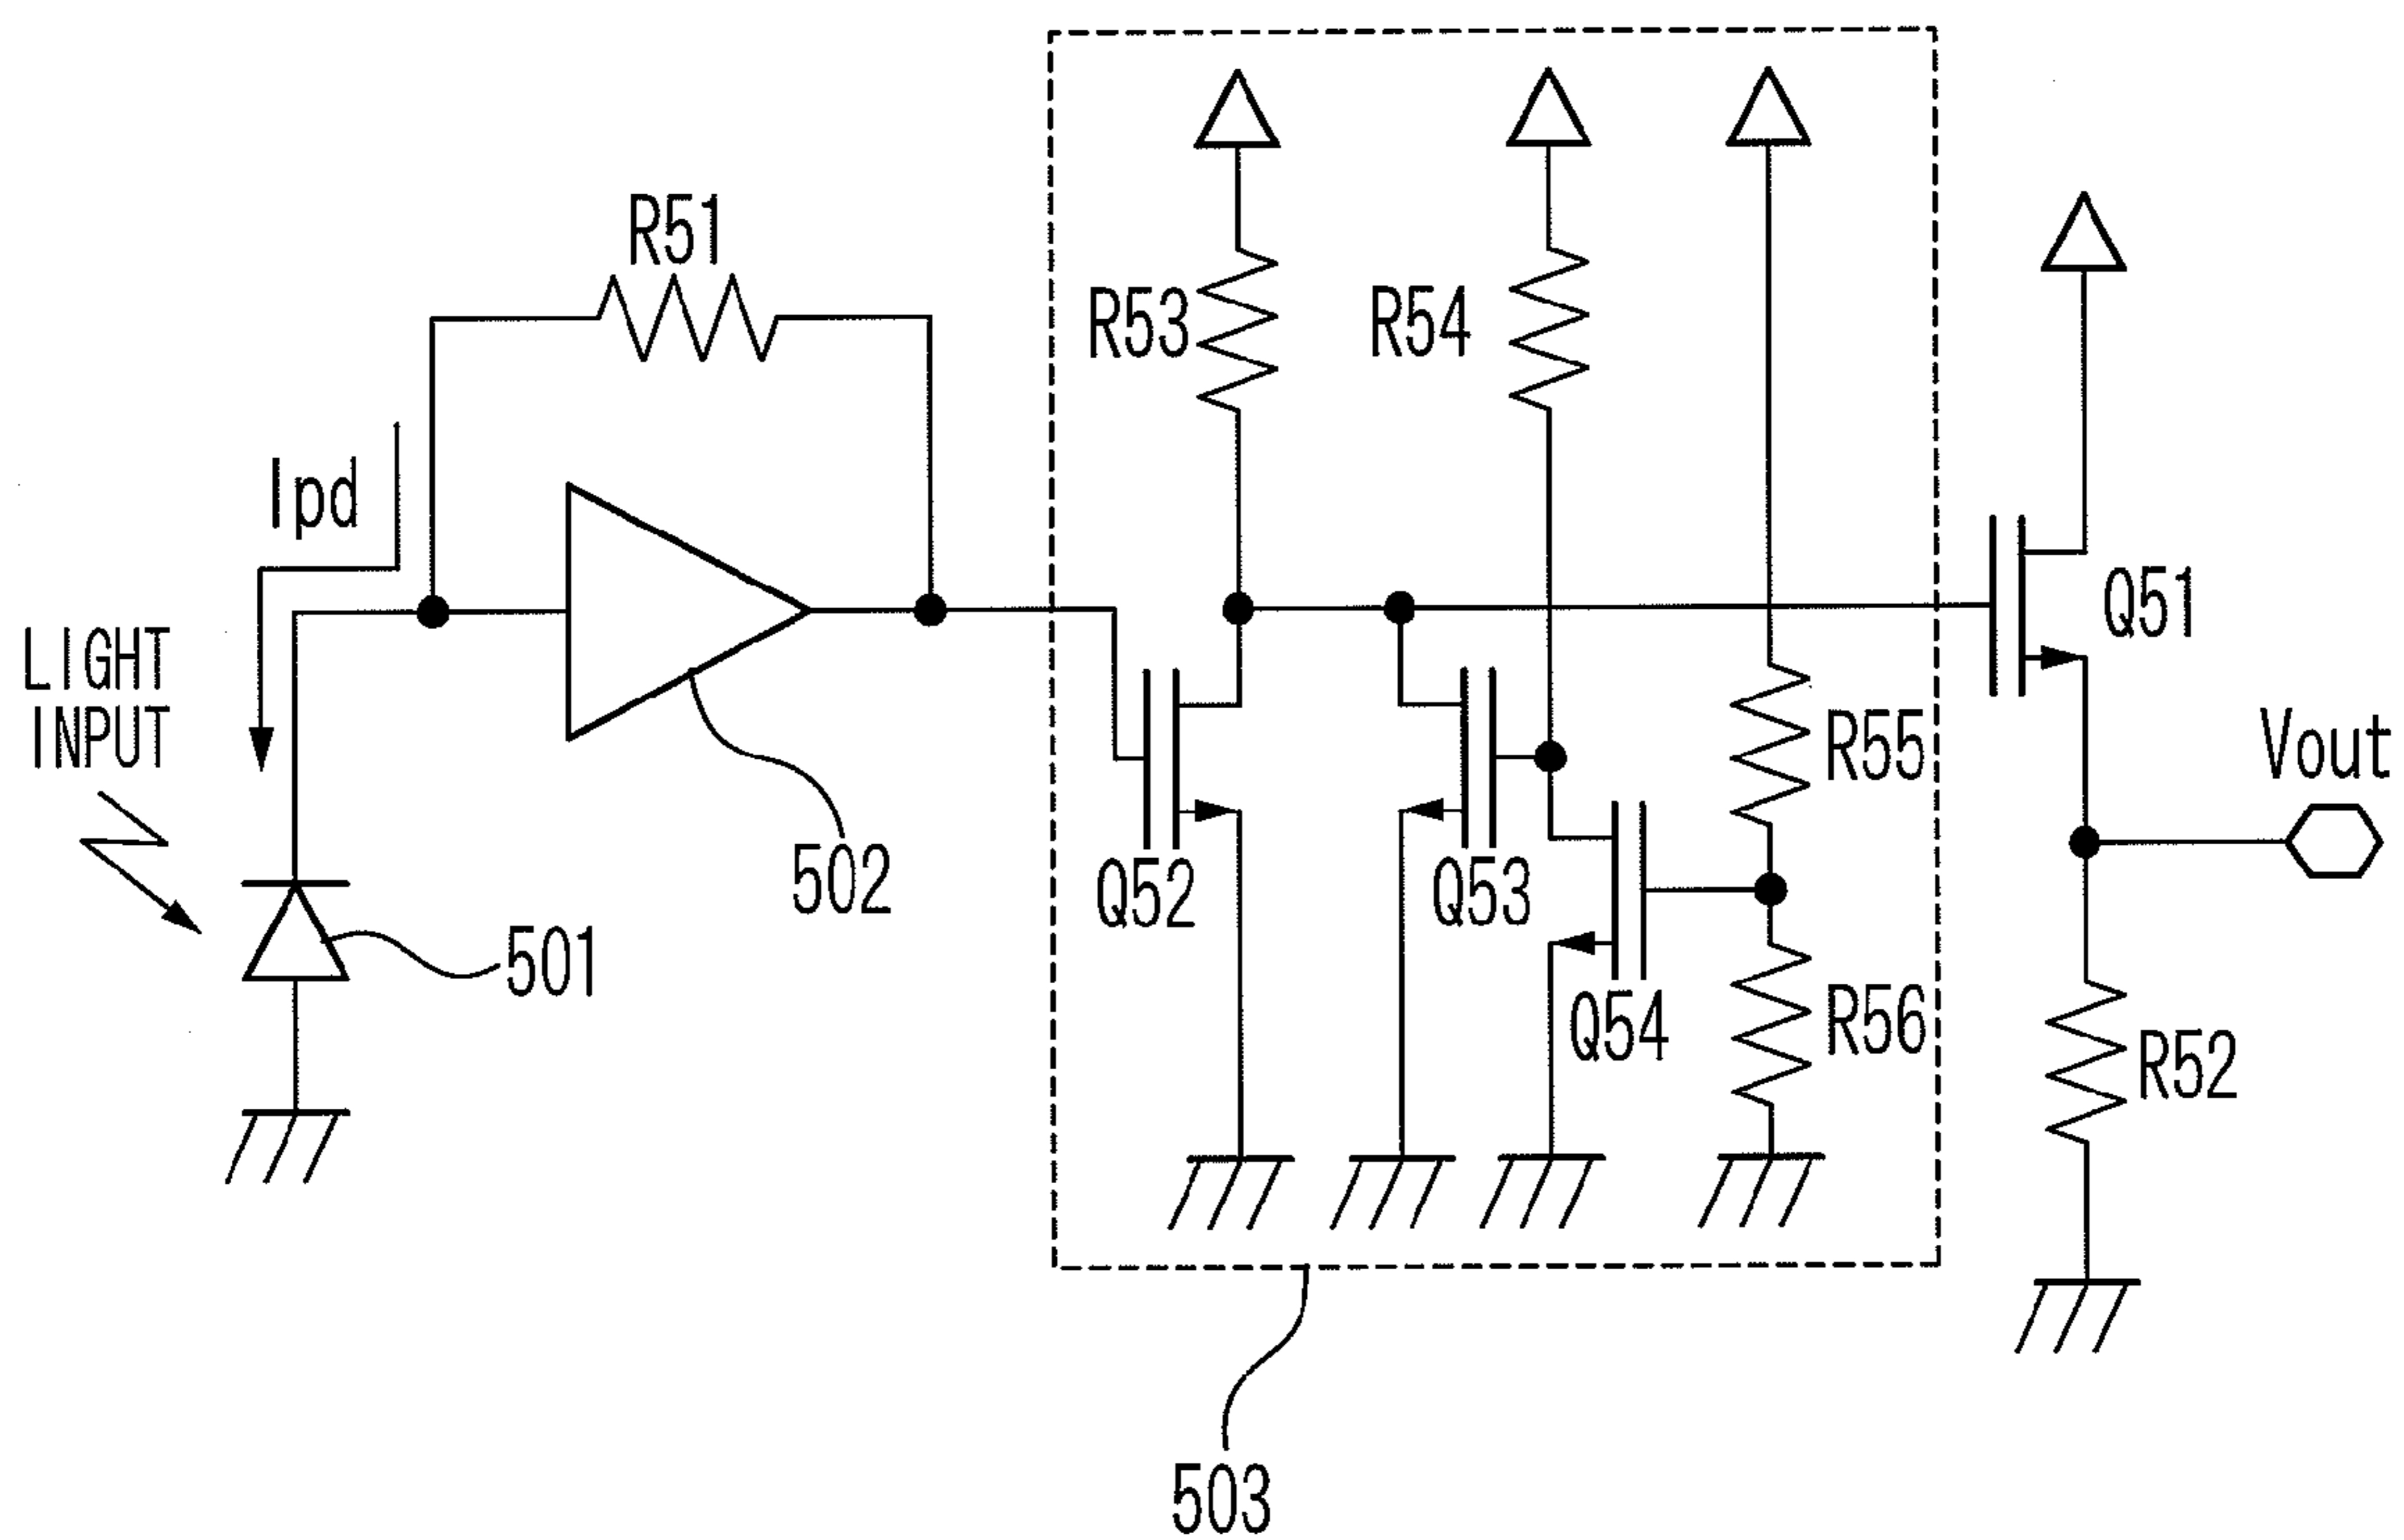 R51
R53
R54
Ipd
Q51
LIGHT
INPUT
R55
Vout
502
Q52
Q53
501
Q54
R56
R52
503